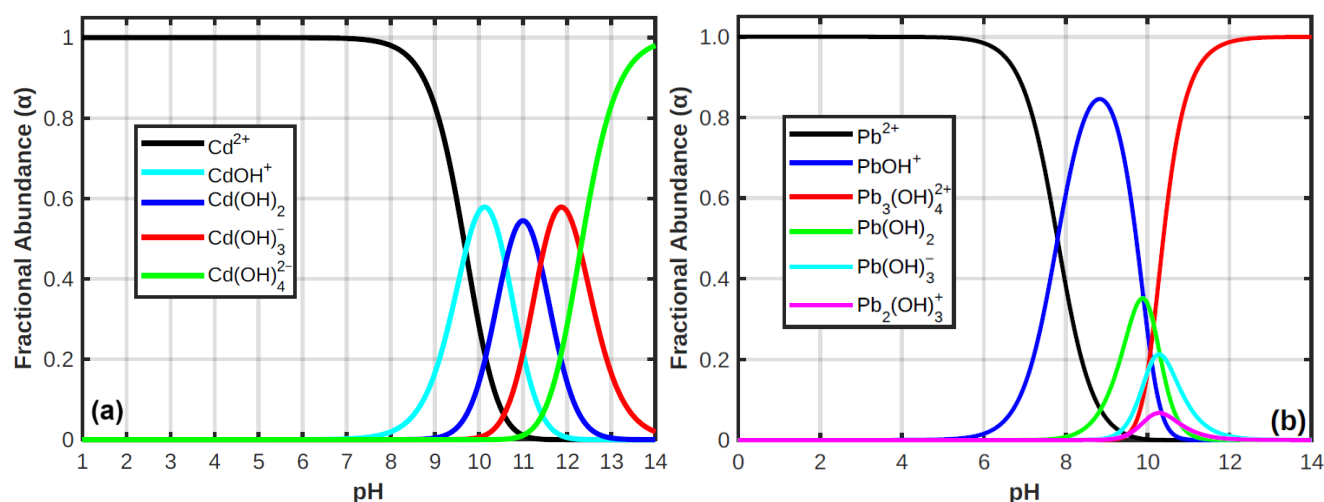 Fractional Abundance (α)
1
0.8
0.6
0.4
0.2
0
Cd²⁺
CdOH⁺
Cd(OH)₂
Cd(OH)₃⁻
Cd(OH)₄²⁻
(a)
1 2 3 4 5 6 7 8 9 10 11 12 13 14
pH
Fractional Abundance (α)
1.0
0.8
0.6
0.4
0.2
0
Pb²⁺
PbOH⁺
Pb₃(OH)₄²⁺
Pb(OH)₂
Pb(OH)₃⁻
Pb₂(OH)₃⁺
(b)
0 2 4 6 8 10 12 14
pH